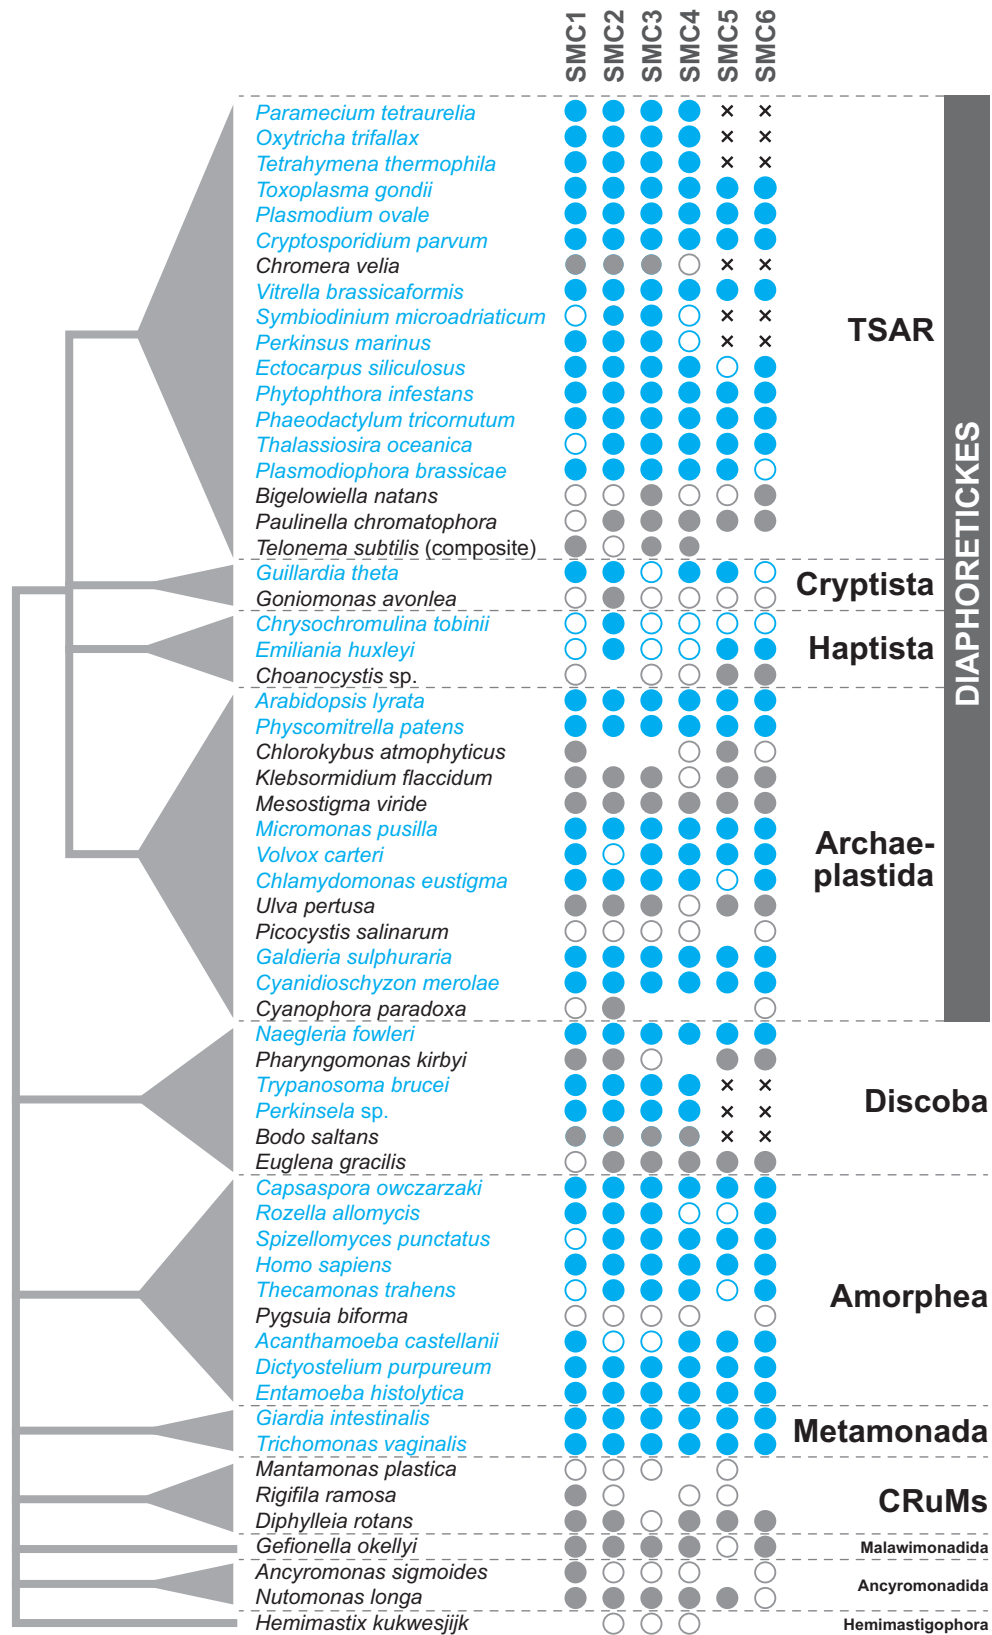 SMC1 SMC2 SMC3 SMC4 SMC5 SMC6
Paramecium tetraurelia × ×
Oxytricha trifallax × ×
Tetrahymena thermophila × ×
Toxoplasma gondii
Plasmodium ovale
Cryptosporidium parvum
Chromera velia × ×
Vitrella brassicaformis
Symbiodinium microadriaticum × ×
TSAR
Perkinsus marinus × ×
Ectocarpus siliculosus
Phytophthora infestans
Phaeodactylum tricornutum
Thalassiosira oceanica
Plasmodiophora brassicae
Bigelowiella natans
Paulinella chromatophora
Telonema subtilis (composite)
DIAPHORETICKES
Guillardia theta
Cryptista
Goniomonas avonlea
Chrysochromulina tobinii
Emiliania huxleyi
Haptista
Choanocystis sp.
Arabidopsis lyrata
Physcomitrella patens
Chlorokybus atmophyticus
Klebsormidium flaccidum
Mesostigma viride
Micromonas pusilla
Archae-
Volvox carteri
plastida
Chlamydomonas eustigma
Ulva pertusa
Picocystis salinarum
Galdieria sulphuraria
Cyanidioschyzon merolae
Cyanophora paradoxa
Naegleria fowleri
Pharyngomonas kirbyi
Trypanosoma brucei × ×
Discoba
Perkinsela sp. × ×
Bodo saltans × ×
Euglena gracilis
Capsaspora owczarzaki
Rozella allomycis
Spizellomyces punctatus
Homo sapiens
Thecamonas trahens
Amorphea
Pygsuia biforma
Acanthamoeba castellanii
Dictyostelium purpureum
Entamoeba histolytica
Giardia intestinalis
Metamonada
Trichomonas vaginalis
Mantamonas plastica
Rigifila ramosa
CRuMs
Diphylleia rotans
Gefionella okellyi
Malawimonadida
Ancyromonas sigmoides
Ancyromonadida
Nutomonas longa
Hemimastix kukwesjijk
Hemimastigophora